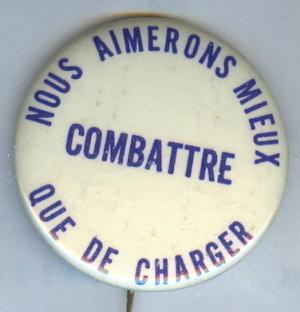 NOUS AIMERONS MIEUX
COMBATTRE
QUE DE CHARGER